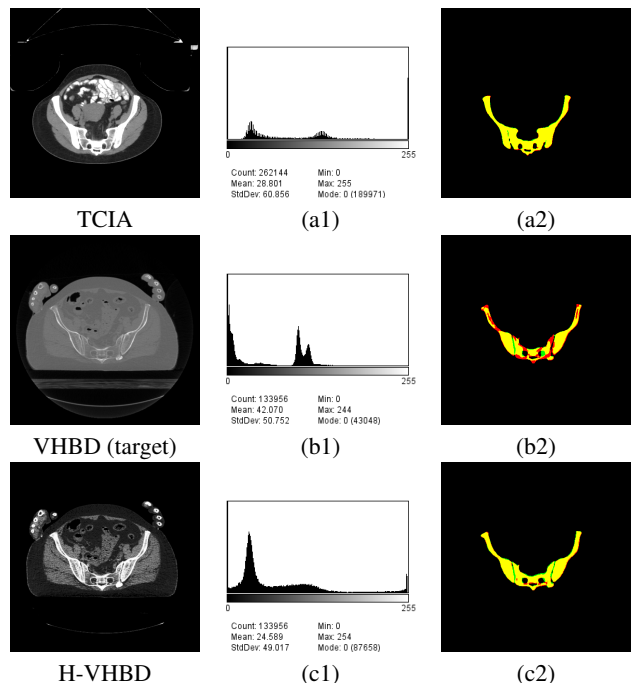 0 255
Count: 262144 Min: 0
Mean: 28.801 Max: 255
StdDev: 60.856 Mode: 0 (189971)
TCIA (a1) (a2)
0 255
Count: 133956 Min: 0
Mean: 42.070 Max: 244
StdDev: 50.752 Mode: 0 (43048)
VHBD (target) (b1) (b2)
0 255
Count: 133956 Min: 0
Mean: 24.589 Max: 254
StdDev: 49.017 Mode: 0 (87658)
H-VHBD (c1) (c2)